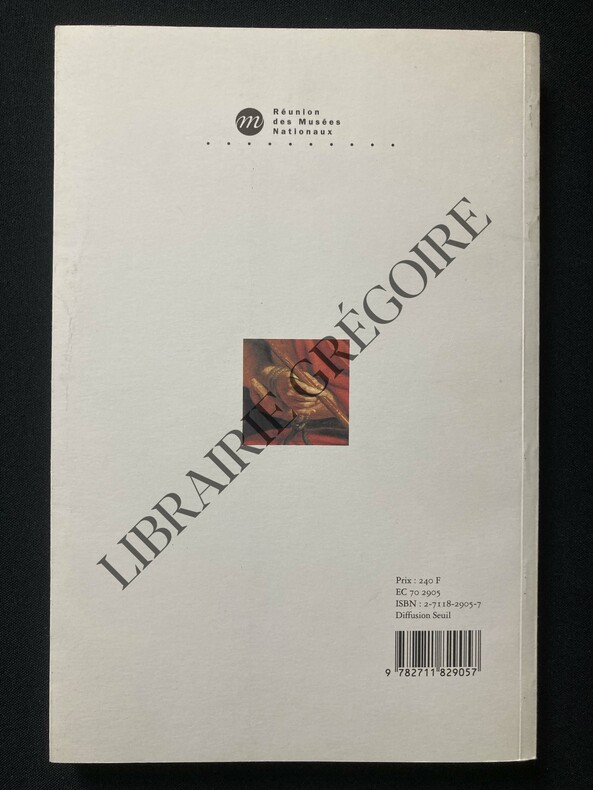 m
Réunion
des Musées
Nationaux
LIBRAIRIE GRÉGOIRE
Prix : 240 F
EC 70 2905
ISBN : 2-7118-2905-7
Diffusion Seuil
9 782711 829057